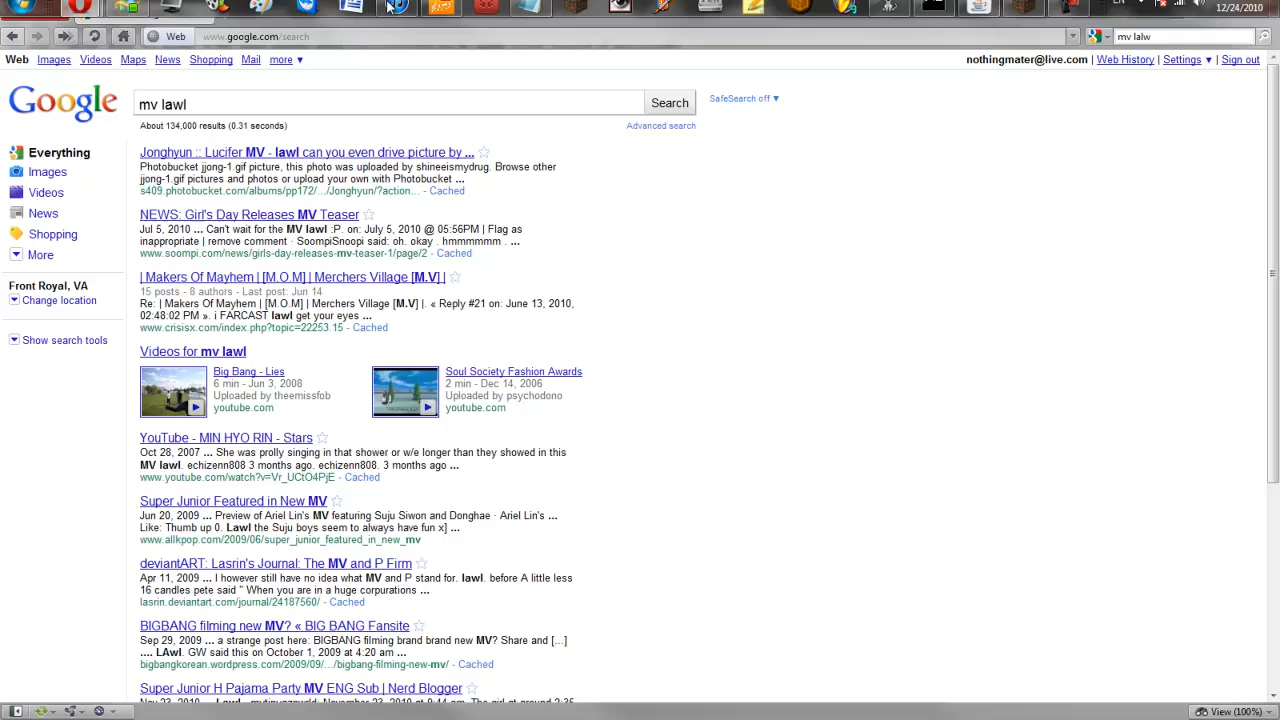 12/24/2010
Web www.google.com/search mv lalw
Web Images Videos Maps News Shopping Mail more ▼ nothingmater@live.com | Web History | Settings ▼ | Sign out
Google mv lawl Search SafeSearch off ▼
About 134,000 results (0.31 seconds) Advanced search
Everything
Images
Videos
News
Shopping
More
Front Royal, VA
Change location
Show search tools
Jonghyun :: Lucifer MV - lawl can you even drive picture by ...
Photobucket jjong-1.gif picture, this photo was uploaded by shineeismydrug. Browse other
jjong-1.gif pictures and photos or upload your own with Photobucket ...
s409.photobucket.com/albums/pp172/.../Jonghyun/?action... - Cached
NEWS: Girl's Day Releases MV Teaser
Jul 5, 2010 ... Can't wait for the MV lawl :P. on: July 5, 2010 @ 05:56PM | Flag as
inappropriate | remove comment · SoompiSnoopi said: oh. okay . hmmmmmm . ...
www.soompi.com/news/girls-day-releases-mv-teaser-1/page/2 - Cached
| Makers Of Mayhem | [M.O.M] | Merchers Village [M.V] |
15 posts - 8 authors - Last post: Jun 14
Re: | Makers Of Mayhem | [M.O.M] | Merchers Village [M.V] |. « Reply #21 on: June 13, 2010,
02:48:02 PM ». i FARCAST lawl get your eyes ...
www.crisisx.com/index.php?topic=22253.15 - Cached
Videos for mv lawl
Big Bang - Lies
6 min - Jun 3, 2008
Uploaded by theemissfob
youtube.com
Soul Society Fashion Awards
2 min - Dec 14, 2006
Uploaded by psychodono
youtube.com
YouTube - MIN HYO RIN - Stars
Oct 28, 2007 ... She was prolly singing in that shower or w/e longer than they showed in this
MV lawl. echizenn808 3 months ago. echizenn808. 3 months ago ...
www.youtube.com/watch?v=Vr_UCtO4PjE - Cached
Super Junior Featured in New MV
Jun 20, 2009 ... Preview of Ariel Lin's MV featuring Suju Siwon and Donghae · Ariel Lin's ...
Like: Thumb up 0. Lawl the Suju boys seem to always have fun x] ...
www.allkpop.com/2009/06/super_junior_featured_in_new_mv
deviantART: Lasrin's Journal: The MV and P Firm
Apr 11, 2009 ... I however still have no idea what MV and P stand for. lawl. before A little less
16 candles pete said " When you are in a huge corpurations ...
lasrin.deviantart.com/journal/24187560/ - Cached
BIGBANG filming new MV? « BIG BANG Fansite
Sep 29, 2009 ... a strange post here: BIGBANG filming brand brand new MV? Share and [...]
.... LAwl. GW said this on October 1, 2009 at 4:20 am ...
bigbangkorean.wordpress.com/2009/09/.../bigbang-filming-new-mv/ - Cached
Super Junior H Pajama Party MV ENG Sub | Nerd Blogger
View (100%)